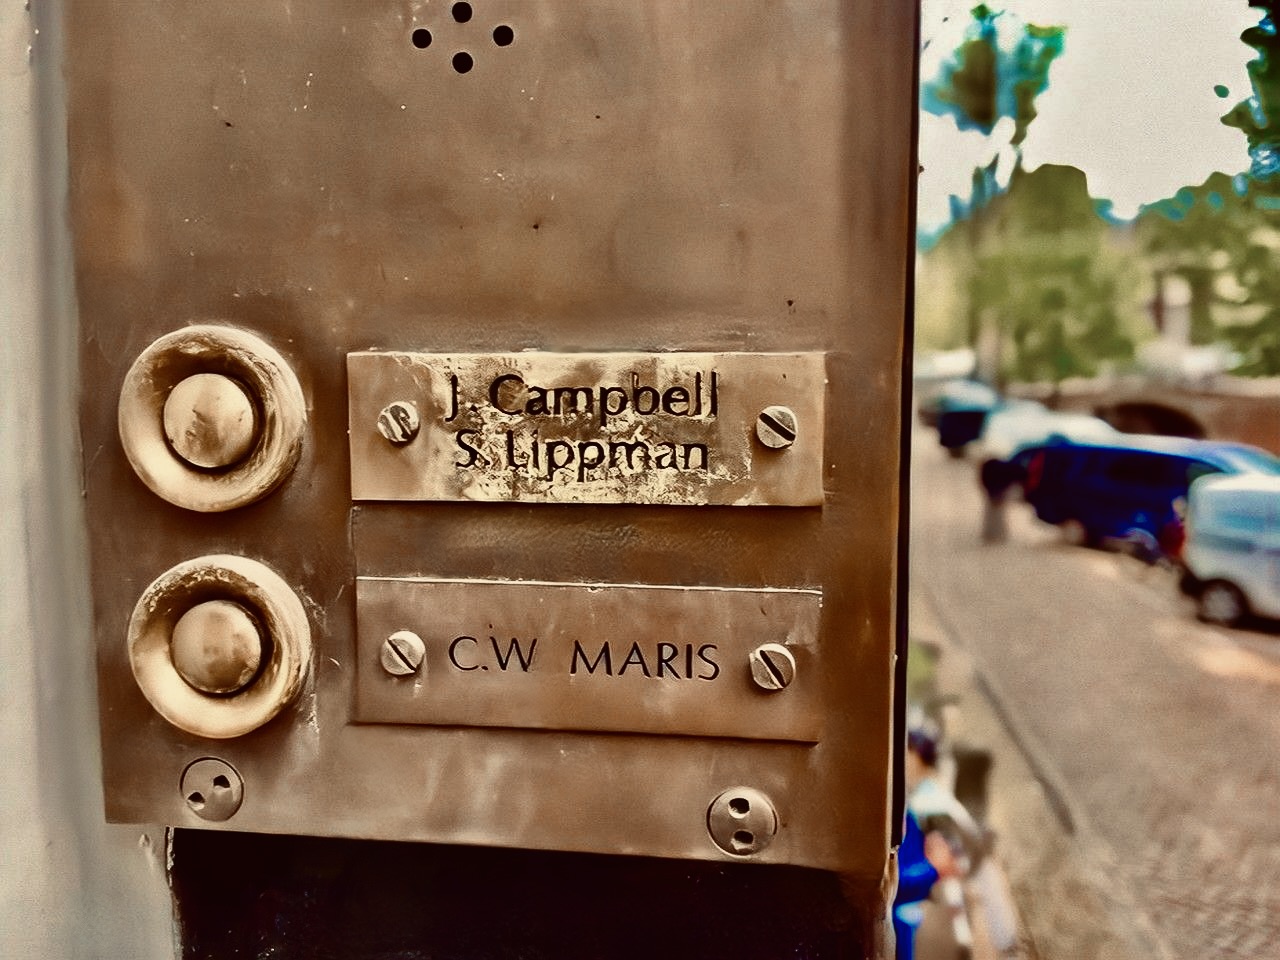 J. Campbell
S. Lippman
C.W MARIS